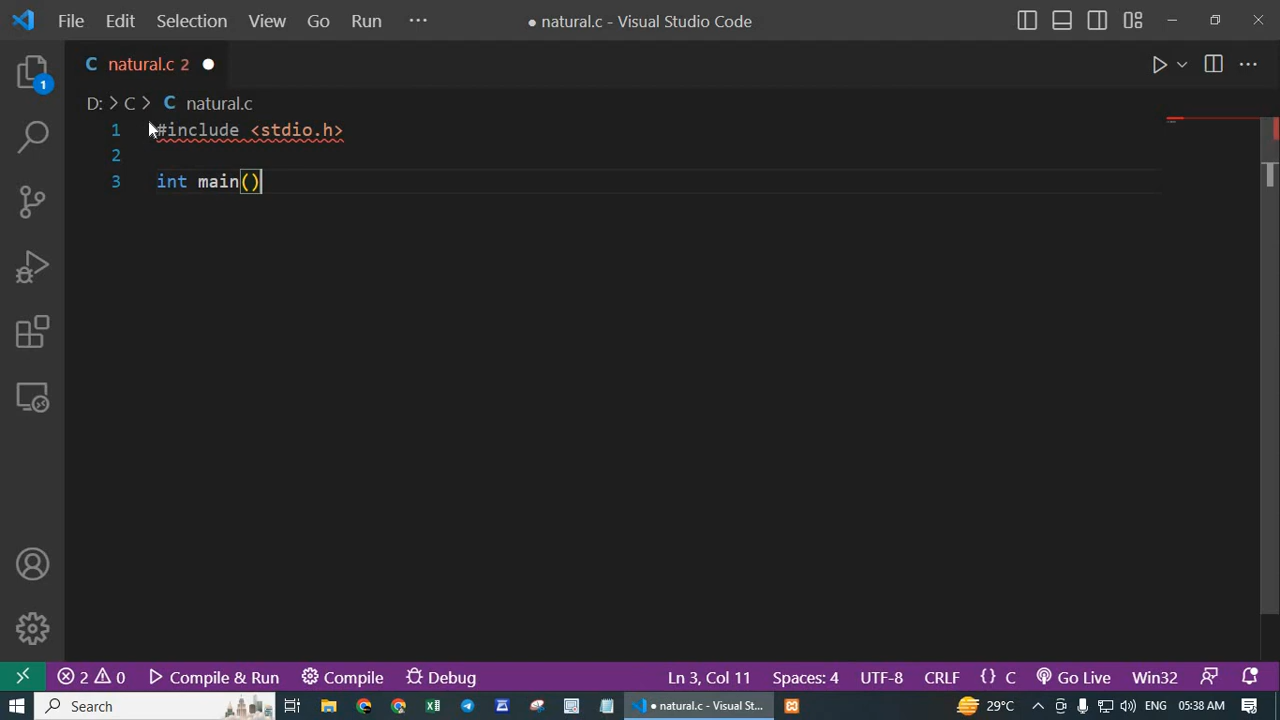 File Edit Selection View Go Run ··· ● natural.c - Visual Studio Code
C natural.c 2 ●
D: > C > C natural.c
1 #include <stdio.h>
2
3 int main()
1
2 0 Compile & Run Compile Debug Ln 3, Col 11 Spaces: 4 UTF-8 CRLF {} C Go Live Win32
Search ● natural.c - Visual St... 29°C ENG 05:38 AM